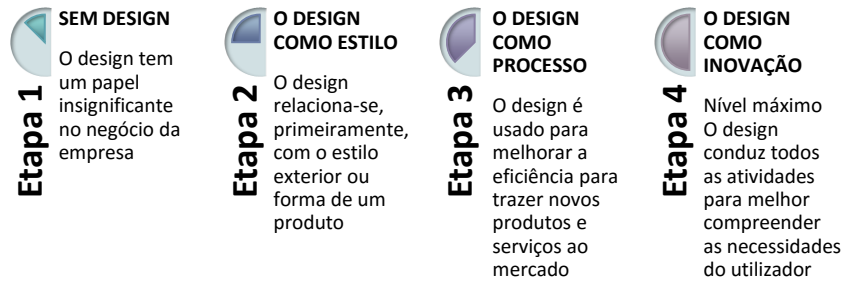 Etapa 1
SEM DESIGN
O design tem
um papel
insignificante
no negócio da
empresa
Etapa 2
O DESIGN
COMO ESTILO
O design
relaciona-se,
primeiramente,
com o estilo
exterior ou
forma de um
produto
Etapa 3
O DESIGN
COMO
PROCESSO
O design é
usado para
melhorar a
eficiência para
trazer novos
produtos e
serviços ao
mercado
Etapa 4
O DESIGN
COMO
INOVAÇÃO
Nível máximo
O design
conduz todos
as atividades
para melhor
compreender
as necessidades
do utilizador